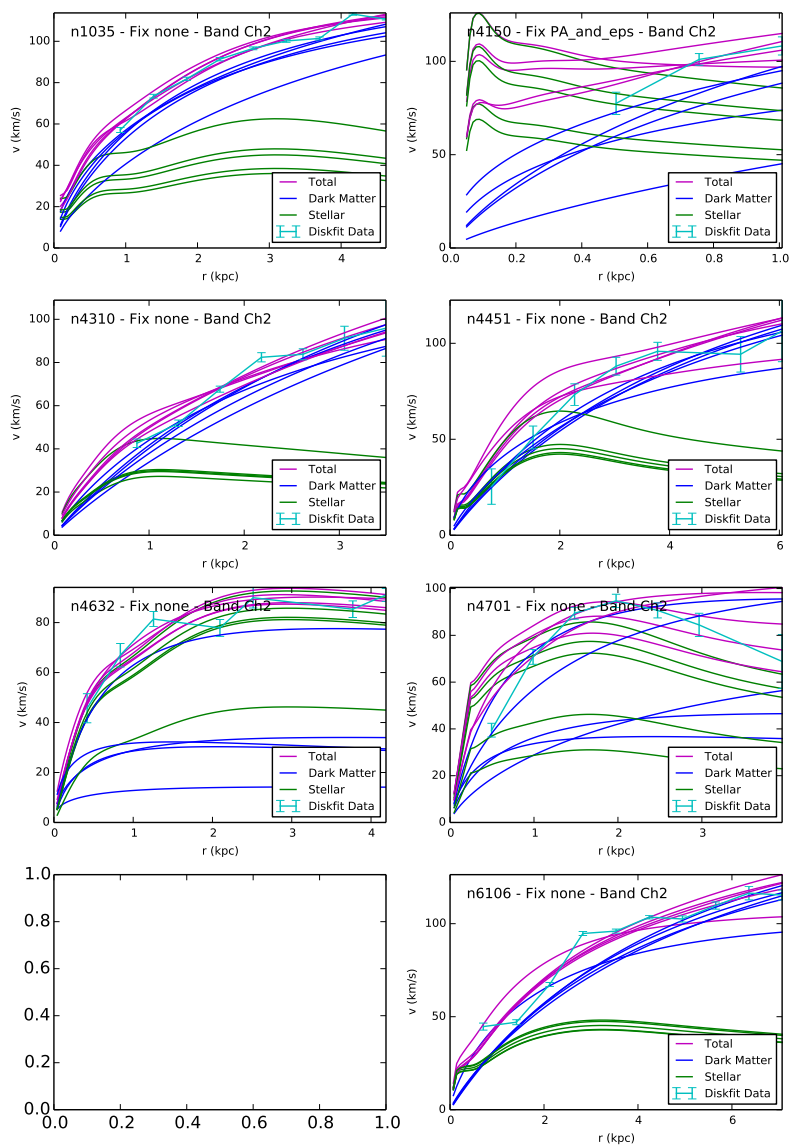 n1035 - Fix none - Band Ch2
v (km/s)
100
80
60
40
20
0
0 1 2 3 4
r (kpc)
Total
Dark Matter
Stellar
Diskfit Data
n4150 - Fix PA_and_eps - Band Ch2
v (km/s)
100
50
0
0.0 0.2 0.4 0.6 0.8 1.0
r (kpc)
Total
Dark Matter
Stellar
Diskfit Data
n4310 - Fix none - Band Ch2
v (km/s)
100
80
60
40
20
0
0 1 2 3
r (kpc)
Total
Dark Matter
Stellar
Diskfit Data
n4451 - Fix none - Band Ch2
v (km/s)
100
50
0
0 2 4 6
r (kpc)
Total
Dark Matter
Stellar
Diskfit Data
n4632 - Fix none - Band Ch2
v (km/s)
80
60
40
20
0
0 1 2 3 4
r (kpc)
Total
Dark Matter
Stellar
Diskfit Data
n4701 - Fix none - Band Ch2
v (km/s)
100
80
60
40
20
0
0 1 2 3
r (kpc)
Total
Dark Matter
Stellar
Diskfit Data
1.0
0.8
0.6
0.4
0.2
0.0
0.0 0.2 0.4 0.6 0.8 1.0
n6106 - Fix none - Band Ch2
v (km/s)
100
50
0
0 2 4 6
r (kpc)
Total
Dark Matter
Stellar
Diskfit Data